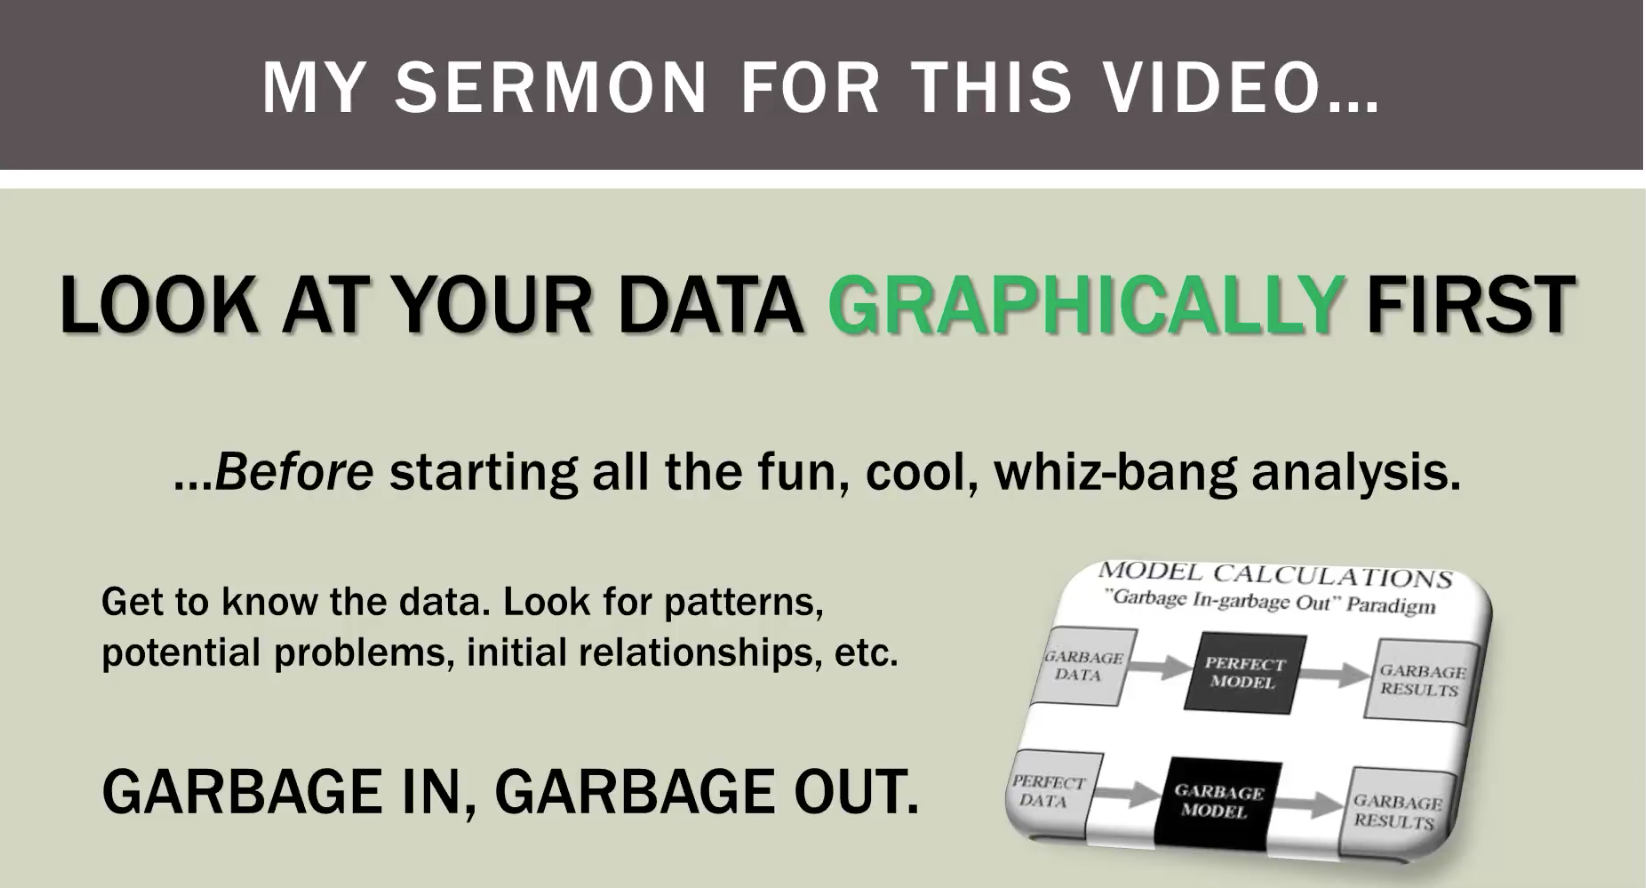 MY SERMON FOR THIS VIDEO...
LOOK AT YOUR DATA GRAPHICALLY FIRST
...Before starting all the fun, cool, whiz-bang analysis.
Get to know the data. Look for patterns,
potential problems, initial relationships, etc.
GARBAGE IN, GARBAGE OUT.
MODEL CALCULATIONS
"Garbage In-garbage Out" Paradigm
GARBAGE
DATA
PERFECT
MODEL
GARBAGE
RESULTS
PERFECT
DATA
GARBAGE
MODEL
GARBAGE
RESULTS